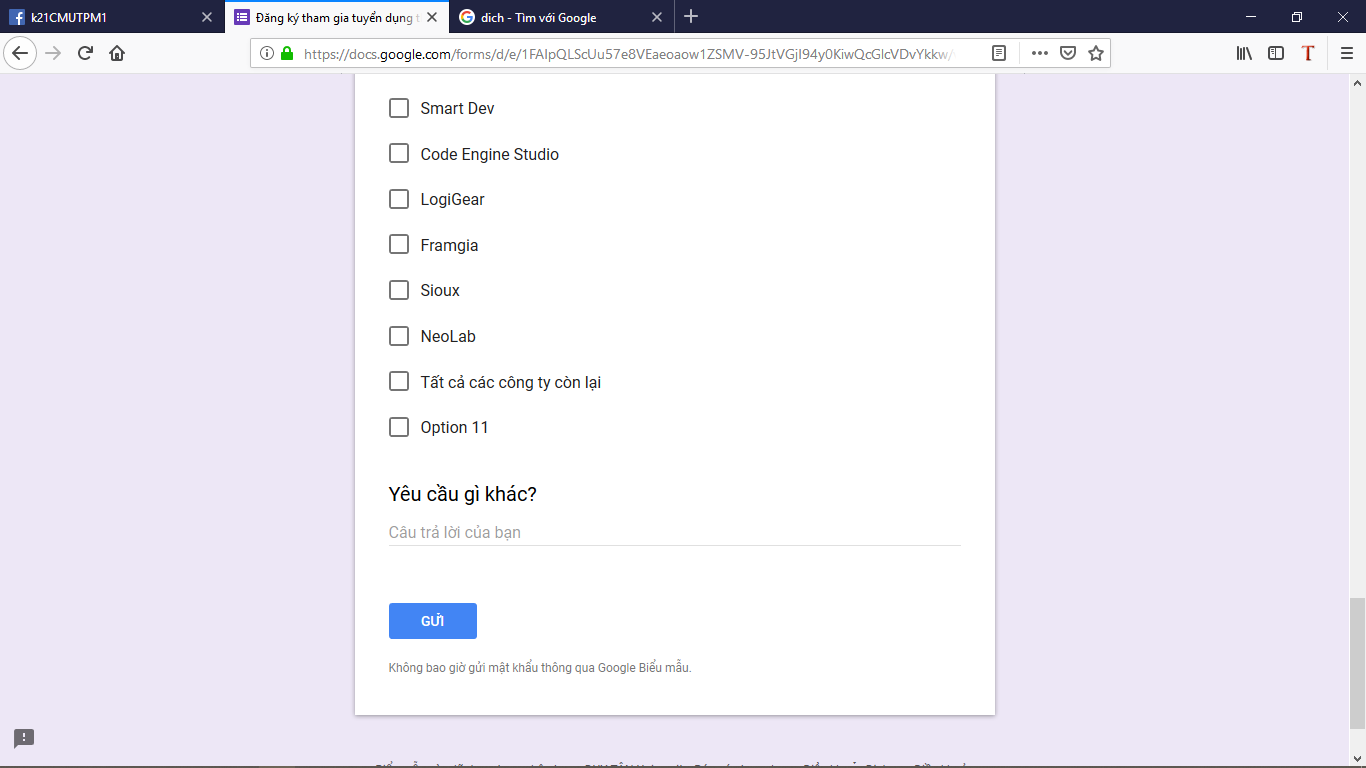 k21CMUTPM1
Đăng ký tham gia tuyển dụng t
dich - Tìm với Google
https://docs.google.com/forms/d/e/1FAIpQLScUu57e8VEaeoaow1ZSMV-95JtVGjI94y0KiwQcGlcVDvYkkw/
Smart Dev
Code Engine Studio
LogiGear
Framgia
Sioux
NeoLab
Tất cả các công ty còn lại
Option 11
Yêu cầu gì khác?
Câu trả lời của bạn
GỬI
Không bao giờ gửi mật khẩu thông qua Google Biểu mẫu.